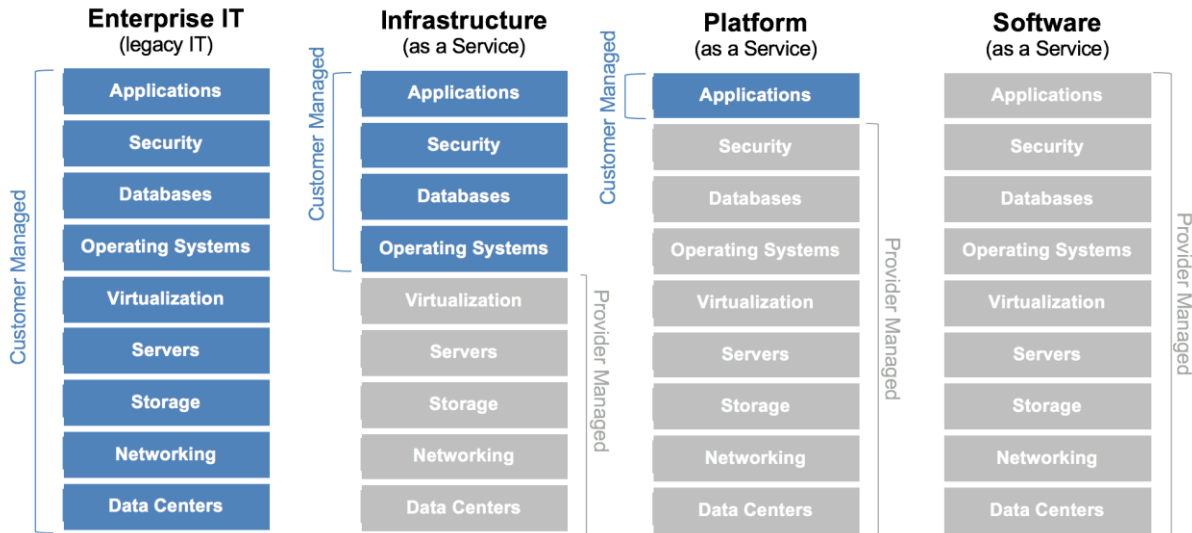 Enterprise IT
(legacy IT)
Customer Managed
Applications
Security
Databases
Operating Systems
Virtualization
Servers
Storage
Networking
Data Centers
Infrastructure
(as a Service)
Customer Managed
Applications
Security
Databases
Operating Systems
Virtualization
Servers
Storage
Networking
Data Centers
Provider Managed
Platform
(as a Service)
Customer Managed
Applications
Security
Databases
Operating Systems
Virtualization
Servers
Storage
Networking
Data Centers
Provider Managed
Software
(as a Service)
Applications
Security
Databases
Operating Systems
Virtualization
Servers
Storage
Networking
Data Centers
Provider Managed